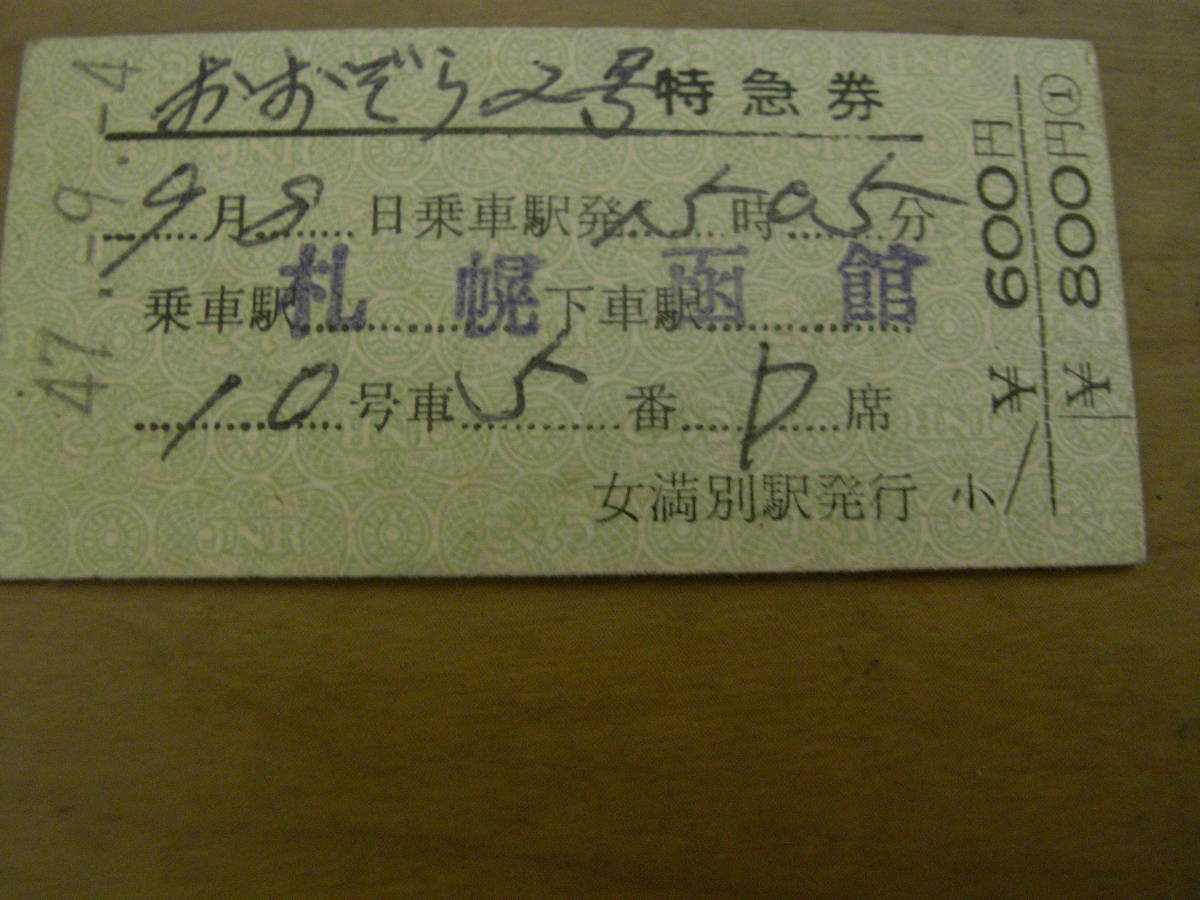 おおぞら2号特急券
9月8日乗車駅発15時05分
乗車駅札幌下車駅函館
10号車5番D席
女満別駅発行 小
47.-9.-4
¥900円
¥800円